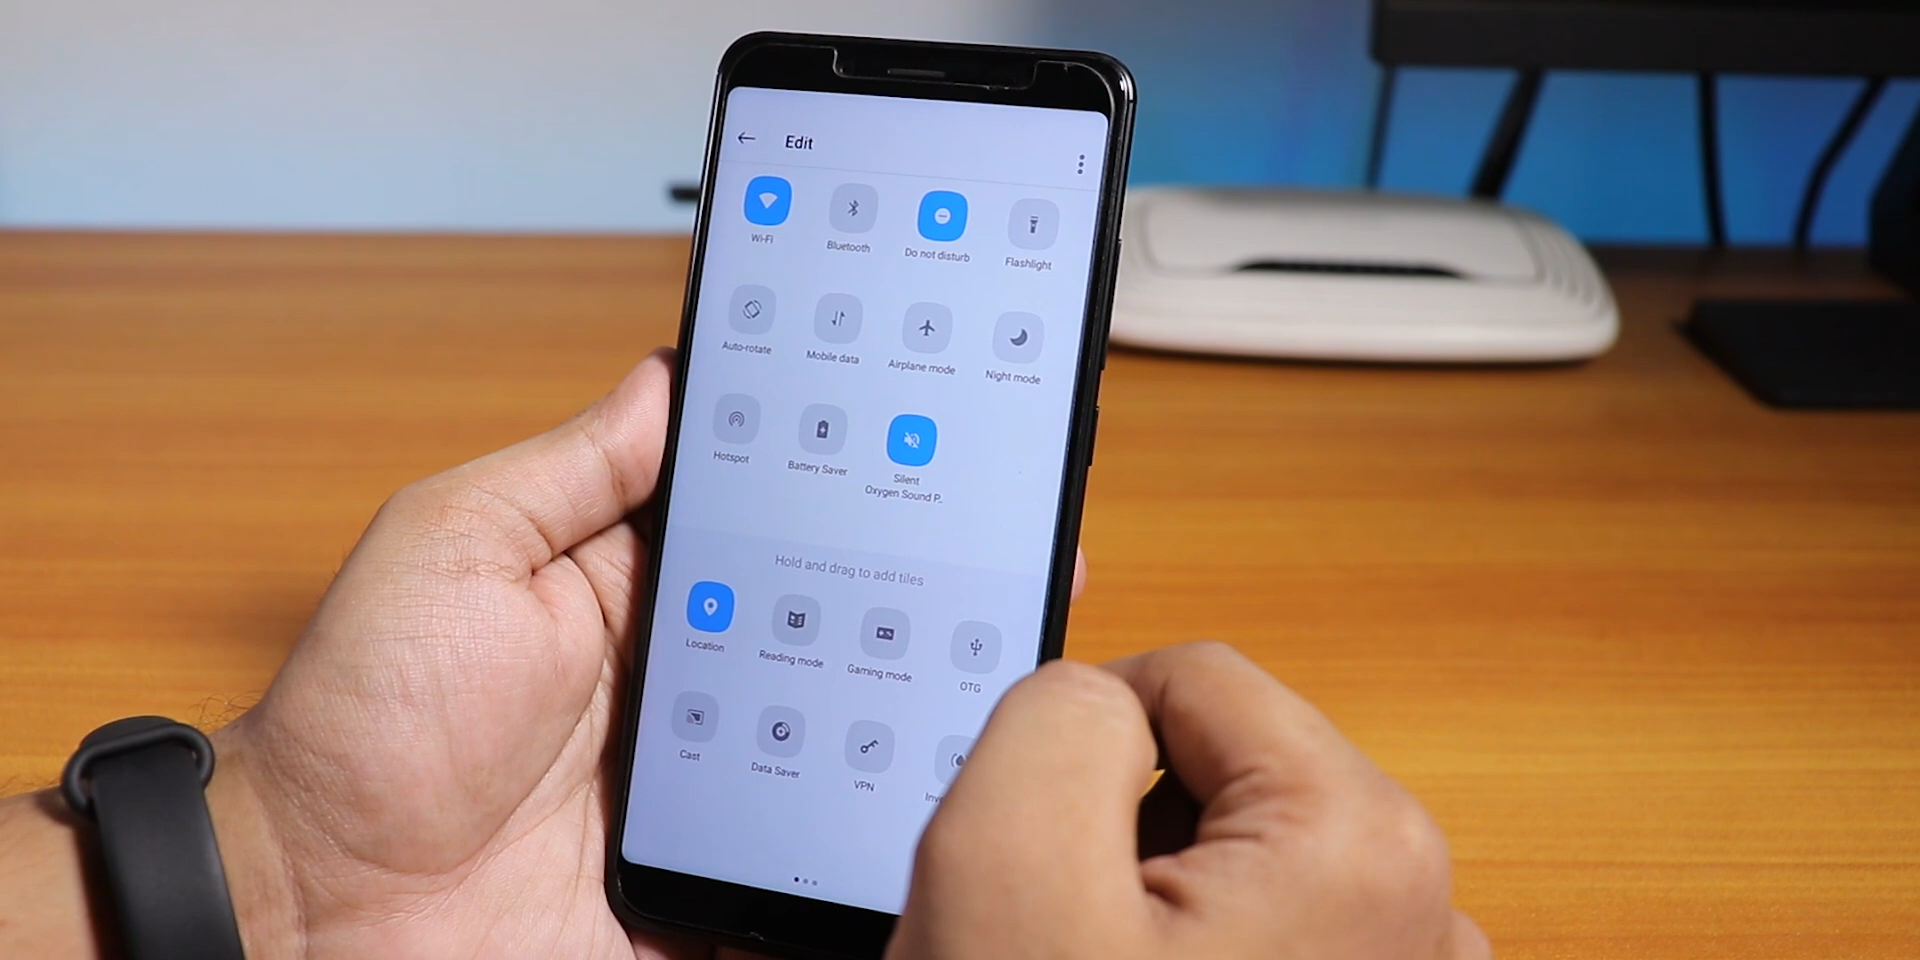 Edit
Wi-Fi
Bluetooth
Do not disturb
Flashlight
Auto-rotate
Mobile data
Airplane mode
Night mode
Hotspot
Battery Saver
Silent
Oxygen Sound P..
Hold and drag to add tiles
Location
Reading mode
Gaming mode
OTG
Cast
Data Saver
VPN